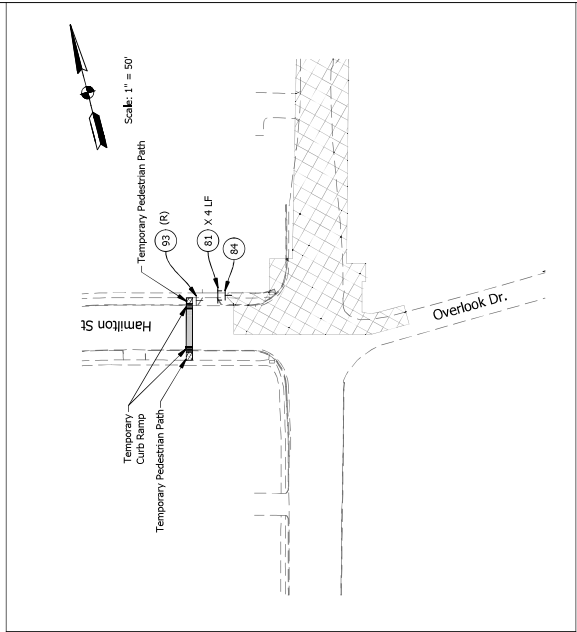 Scale: 1" = 50'
Temporary Pedestrian Path
93 (R)
81 X 4 LF
84
Hamilton St
Overlook Dr.
Temporary
Curb Ramp
Temporary Pedestrian Path